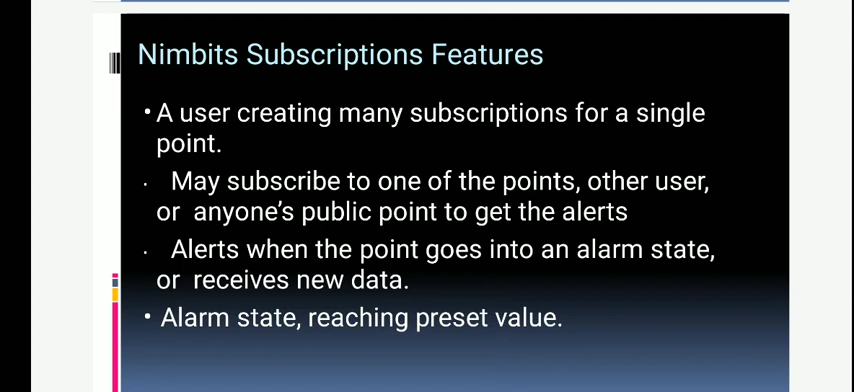 Nimbits Subscriptions Features
• A user creating many subscriptions for a single
point.
· May subscribe to one of the points, other user,
or anyone's public point to get the alerts
· Alerts when the point goes into an alarm state,
or receives new data.
• Alarm state, reaching preset value.